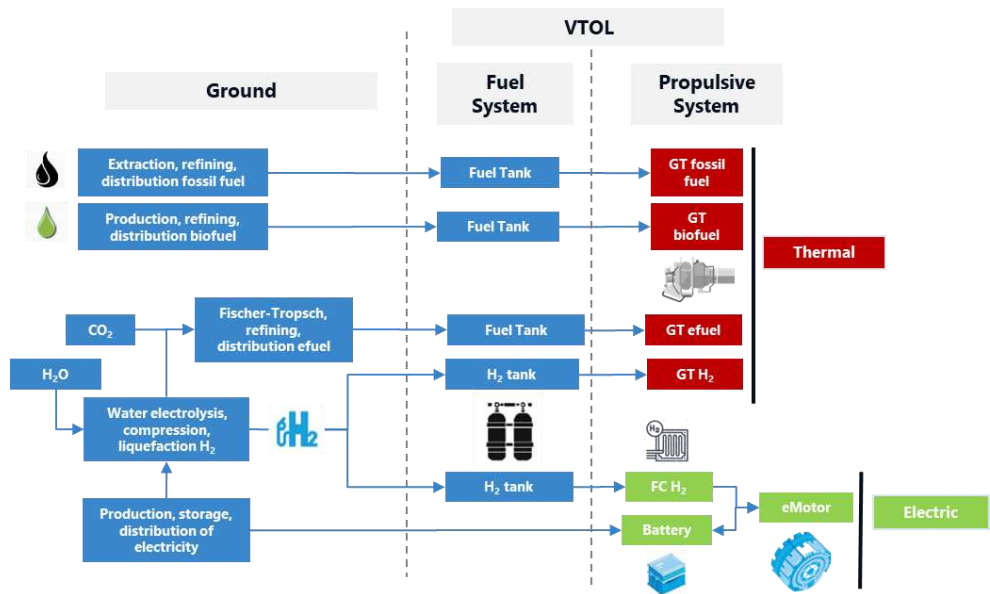 VTOL
Ground
Fuel
System
Propulsive
System
Extraction, refining,
distribution fossil fuel
Fuel Tank
GT fossil
fuel
Production, refining,
distribution biofuel
Fuel Tank
GT
biofuel
Thermal
CO₂
Fischer-Tropsch,
refining,
distribution efuel
Fuel Tank
GT efuel
H₂O
H₂ tank
GT H₂
Water electrolysis,
compression,
liquefaction H₂
H2
H₂
H₂ tank
FC H₂
Production, storage,
distribution of
electricity
Battery
eMotor
Electric